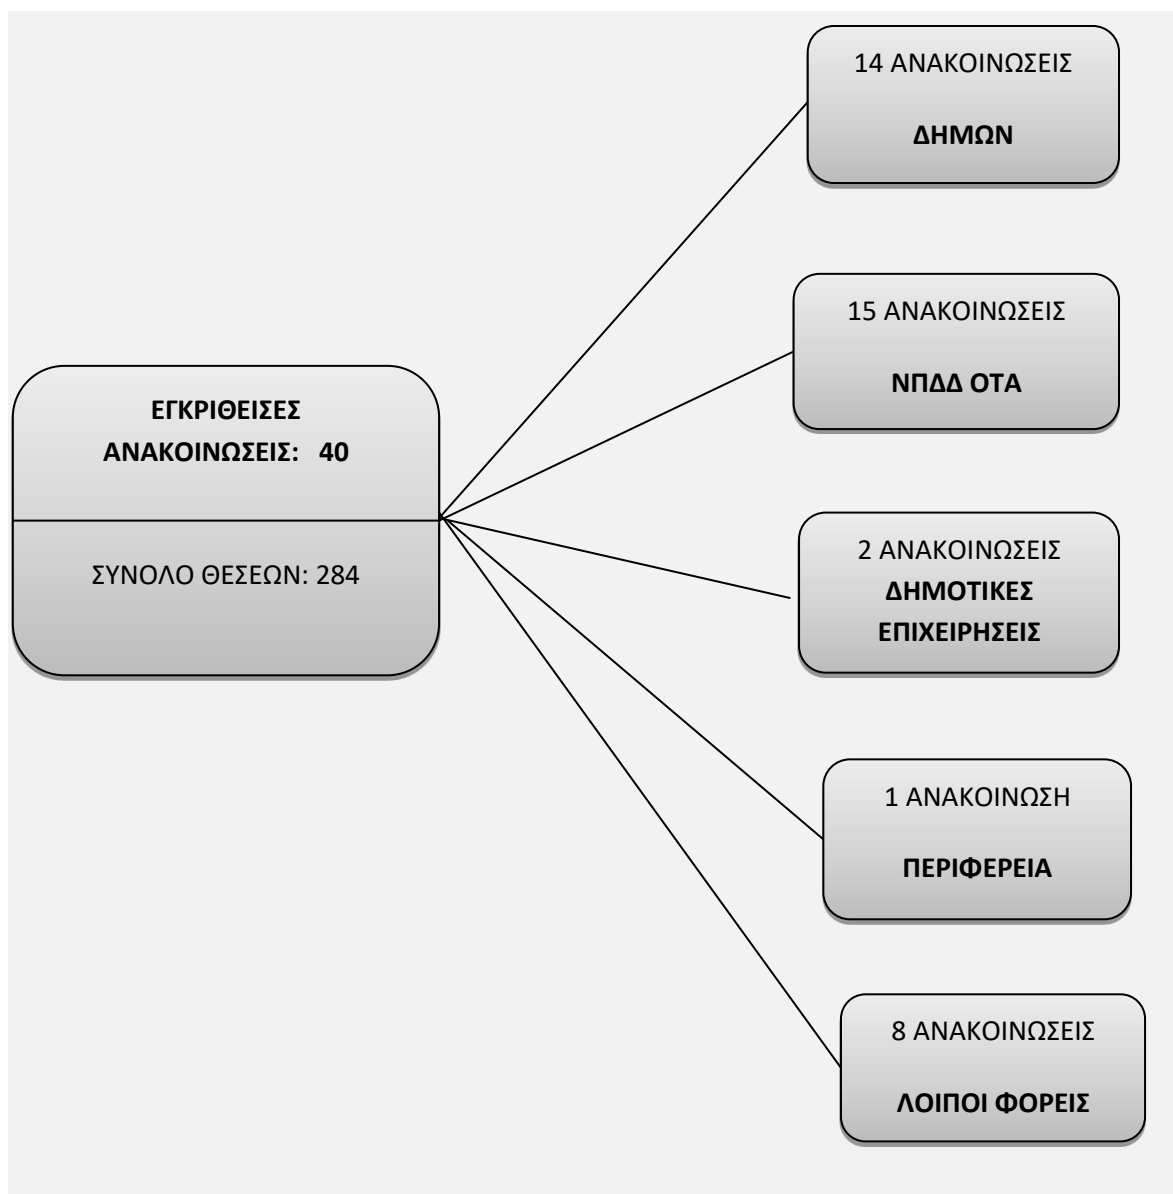 14 ΑΝΑΚΟΙΝΩΣΕΙΣ
ΔΗΜΩΝ
15 ΑΝΑΚΟΙΝΩΣΕΙΣ
ΝΠΔΔ ΟΤΑ
ΕΓΚΡΙΘΕΙΣΕΣ
ΑΝΑΚΟΙΝΩΣΕΙΣ: 40
ΣΥΝΟΛΟ ΘΕΣΕΩΝ: 284
2 ΑΝΑΚΟΙΝΩΣΕΙΣ
ΔΗΜΟΤΙΚΕΣ
ΕΠΙΧΕΙΡΗΣΕΙΣ
1 ΑΝΑΚΟΙΝΩΣΗ
ΠΕΡΙΦΕΡΕΙΑ
8 ΑΝΑΚΟΙΝΩΣΕΙΣ
ΛΟΙΠΟΙ ΦΟΡΕΙΣ